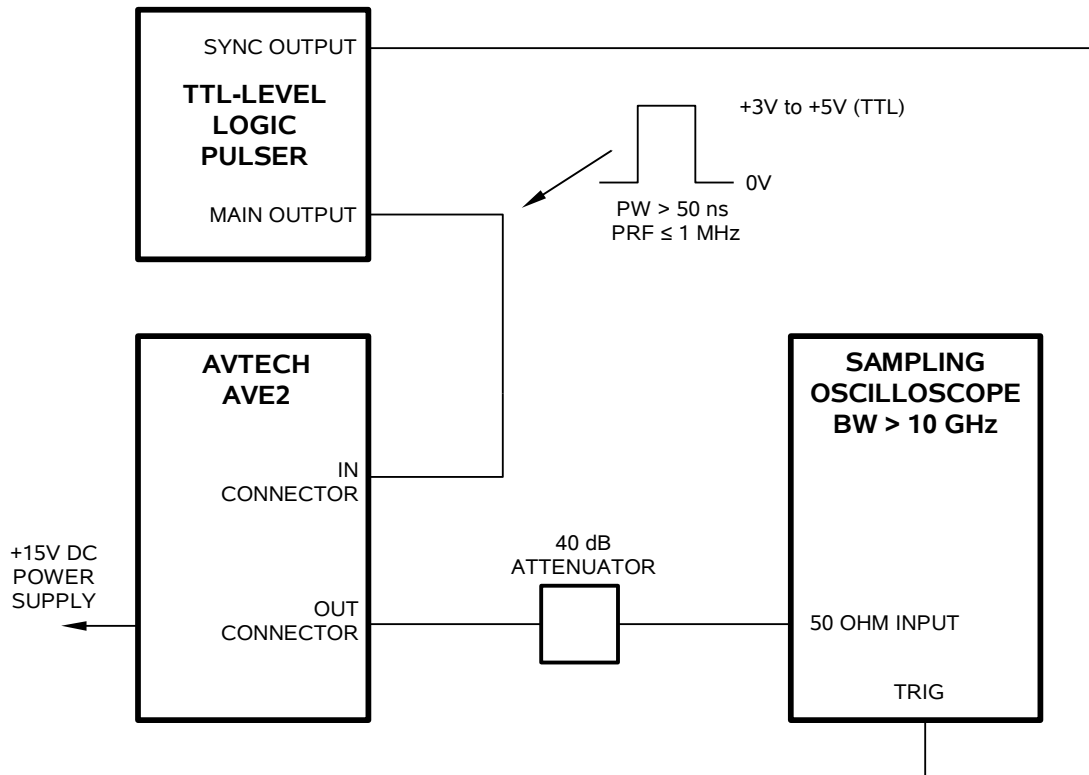 SYNC OUTPUT
TTL-LEVEL
LOGIC
PULSER
MAIN OUTPUT
+3V to +5V (TTL)
0V
PW > 50 ns
PRF ≤ 1 MHz
AVTECH
AVE2
IN
CONNECTOR
OUT
CONNECTOR
+15V DC
POWER
SUPPLY
40 dB
ATTENUATOR
SAMPLING
OSCILLOSCOPE
BW > 10 GHz
50 OHM INPUT
TRIG